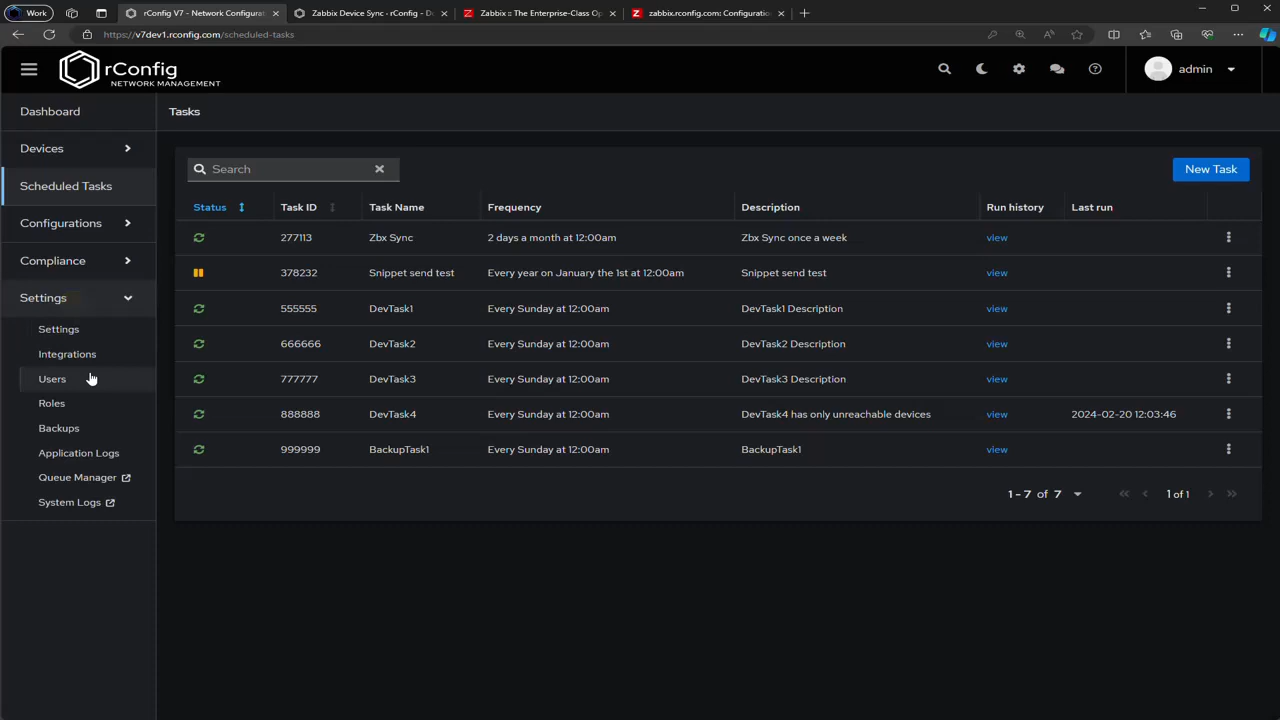 Work
rConfig V7 - Network Configurat
Zabbix Device Sync - rConfig - D
Zabbix :: The Enterprise-Class Op
zabbix.rconfig.com: Configuration
https://v7dev1.rconfig.com/scheduled-tasks
rConfig
NETWORK MANAGEMENT
admin
Dashboard
Devices
Scheduled Tasks
Configurations
Compliance
Settings
Settings
Integrations
Users
Roles
Backups
Application Logs
Queue Manager
System Logs
Tasks
Search
New Task
Status Task ID Task Name Frequency Description Run history Last run
277113 Zbx Sync 2 days a month at 12:00am Zbx Sync once a week view
378232 Snippet send test Every year on January the 1st at 12:00am Snippet send test view
555555 DevTask1 Every Sunday at 12:00am DevTask1 Description view
666666 DevTask2 Every Sunday at 12:00am DevTask2 Description view
777777 DevTask3 Every Sunday at 12:00am DevTask3 Description view
888888 DevTask4 Every Sunday at 12:00am DevTask4 has only unreachable devices view 2024-02-20 12:03:46
999999 BackupTask1 Every Sunday at 12:00am BackupTask1 view
1 - 7 of 7 1 of 1